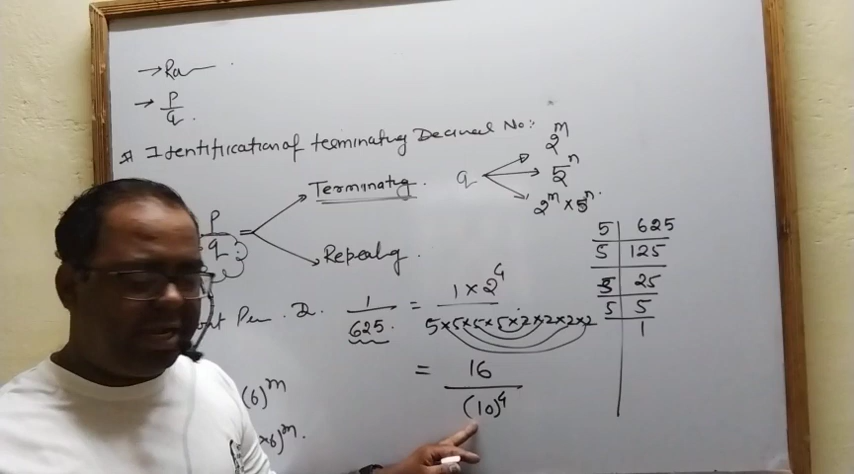 → Ra
→ P/q.
Identification of terminating Decimal No:
P/q = Terminatg. Repeatg.
q 2^m 5^n 2^m × 5^n.
1/625. = 1 × 2^4 / 5×5×5×5×2×2×2×2
= 16 / (10)^4
(6)^m
×6)^m.
5 | 625
5 | 125
5 | 25
5 | 5
1